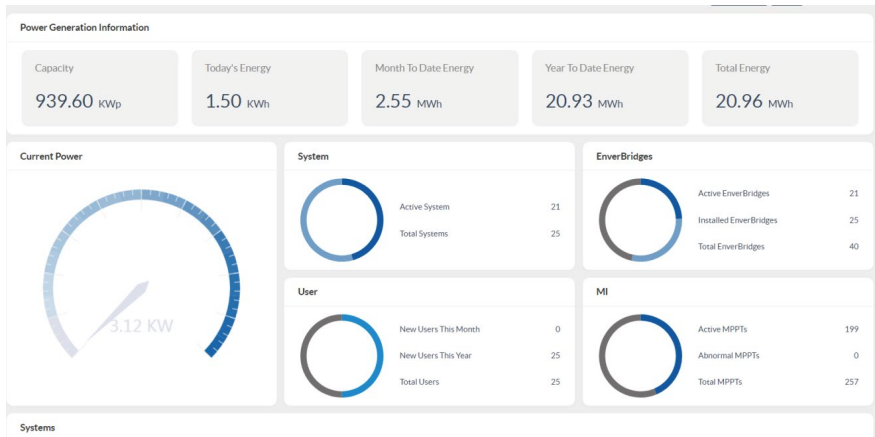 Power Generation Information
Capacity
939.60 KWp
Today's Energy
1.50 KWh
Month To Date Energy
2.55 MWh
Year To Date Energy
20.93 MWh
Total Energy
20.96 MWh
Current Power
3.12 KW
System
Active System 21
Total Systems 25
EnverBridges
Active EnverBridges 21
Installed EnverBridges 25
Total EnverBridges 40
User
New Users This Month 0
New Users This Year 25
Total Users 25
MI
Active MPPTs 199
Abnormal MPPTs 0
Total MPPTs 257
Systems